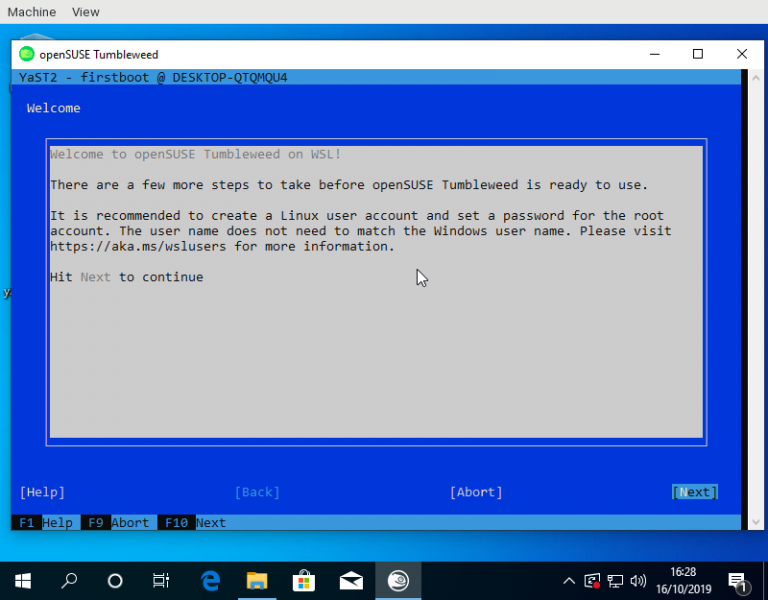 Machine View
openSUSE Tumbleweed
YaST2 - firstboot @ DESKTOP-QTQMQU4
Welcome
Welcome to openSUSE Tumbleweed on WSL!
There are a few more steps to take before openSUSE Tumbleweed is ready to use.
It is recommended to create a Linux user account and set a password for the root
account. The user name does not need to match the Windows user name. Please visit
https://aka.ms/wslusers for more information.
Hit Next to continue
y
[Help] [Back] [Abort] [Next]
F1 Help F9 Abort F10 Next
16:28
16/10/2019
1